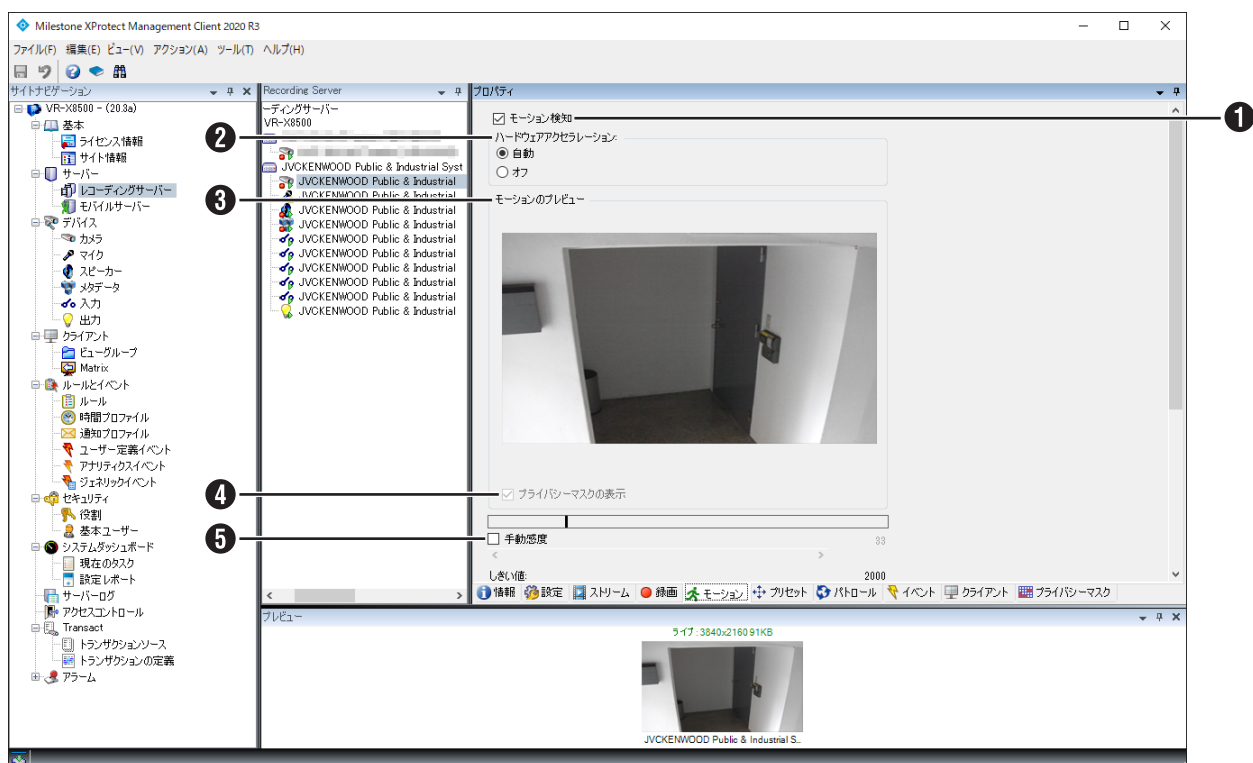 Milestone XProtect Management Client 2020 R3
ファイル(F) 編集(E) ビュー(V) アクション(A) ツール(T) ヘルプ(H)
サイトナビゲーション
VR-X8500 - (20.3a)
基本
ライセンス情報
サイト情報
サーバー
レコーディングサーバー
モバイルサーバー
デバイス
カメラ
マイク
スピーカー
メタデータ
入力
出力
クライアント
ビューグループ
Matrix
ルールとイベント
ルール
時間プロファイル
通知プロファイル
ユーザー定義イベント
アナリティクスイベント
ジェネリックイベント
セキュリティ
役割
基本ユーザー
システムダッシュボード
現在のタスク
設定レポート
サーバーログ
アクセスコントロール
Transact
トランザクションソース
トランザクションの定義
アラーム
Recording Server
ーディングサーバー
VR-X8500
JVCKENWOOD Public & Industrial Syst
JVCKENWOOD Public & Industrial
JVCKENWOOD Public & Industrial
JVCKENWOOD Public & Industrial
JVCKENWOOD Public & Industrial
JVCKENWOOD Public & Industrial
JVCKENWOOD Public & Industrial
JVCKENWOOD Public & Industrial
JVCKENWOOD Public & Industrial
JVCKENWOOD Public & Industrial
JVCKENWOOD Public & Industrial
プロパティ
モーション検知
1
2
ハードウェアアクセラレーション:
自動
オフ
3
モーションのプレビュー
4
プライバシーマスクの表示
5
手動感度
33
しきい値:
2000
情報 設定 ストリーム 録画 モーション プリセット パトロール イベント クライアント プライバシーマスク
プレビュー
ライブ : 3840x2160 91KB
JVCKENWOOD Public & Industrial S...